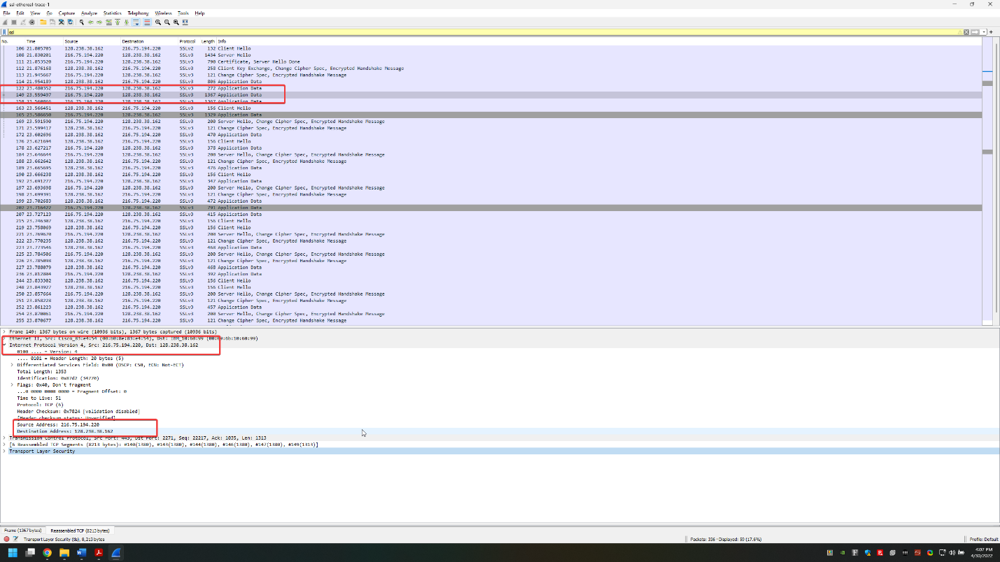 ssl-ethereal-trace-1
File Edit View Go Capture Analyze Statistics Telephony Wireless Tools Help
ssl
No. Time Source Destination Protocol Length Info
106 21.805705 128.238.38.162 216.75.194.220 SSLv2 132 Client Hello
108 21.830201 216.75.194.220 128.238.38.162 SSLv3 1434 Server Hello
111 21.853520 216.75.194.220 128.238.38.162 SSLv3 790 Certificate, Server Hello Done
112 21.876168 128.238.38.162 216.75.194.220 SSLv3 258 Client Key Exchange, Change Cipher Spec, Encrypted Handshake Message
113 21.945667 216.75.194.220 128.238.38.162 SSLv3 121 Change Cipher Spec, Encrypted Handshake Message
114 21.954189 128.238.38.162 216.75.194.220 SSLv3 806 Application Data
122 23.480352 216.75.194.220 128.238.38.162 SSLv3 272 Application Data
149 23.559497 216.75.194.220 128.238.38.162 SSLv3 1367 Application Data
158 23.560866 216.75.194.220 128.238.38.162 SSLv3 1367 Application Data
163 23.566451 128.238.38.162 216.75.194.220 SSLv3 156 Client Hello
165 23.586650 216.75.194.220 128.238.38.162 SSLv3 1329 Application Data
169 23.591590 216.75.194.220 128.238.38.162 SSLv3 200 Server Hello, Change Cipher Spec, Encrypted Handshake Message
171 23.599417 128.238.38.162 216.75.194.220 SSLv3 121 Change Cipher Spec, Encrypted Handshake Message
172 23.602696 128.238.38.162 216.75.194.220 SSLv3 470 Application Data
176 23.621694 128.238.38.162 216.75.194.220 SSLv3 156 Client Hello
178 23.627217 216.75.194.220 128.238.38.162 SSLv3 378 Application Data
184 23.646644 216.75.194.220 128.238.38.162 SSLv3 200 Server Hello, Change Cipher Spec, Encrypted Handshake Message
188 23.662642 128.238.38.162 216.75.194.220 SSLv3 121 Change Cipher Spec, Encrypted Handshake Message
189 23.665695 128.238.38.162 216.75.194.220 SSLv3 476 Application Data
190 23.666238 128.238.38.162 216.75.194.220 SSLv3 156 Client Hello
192 23.691277 216.75.194.220 128.238.38.162 SSLv3 347 Application Data
197 23.693698 216.75.194.220 128.238.38.162 SSLv3 200 Server Hello, Change Cipher Spec, Encrypted Handshake Message
198 23.699391 128.238.38.162 216.75.194.220 SSLv3 121 Change Cipher Spec, Encrypted Handshake Message
199 23.702683 128.238.38.162 216.75.194.220 SSLv3 472 Application Data
202 23.716422 216.75.194.220 128.238.38.162 SSLv3 791 Application Data
207 23.727123 216.75.194.220 128.238.38.162 SSLv3 415 Application Data
215 23.746302 128.238.38.162 216.75.194.220 SSLv3 156 Client Hello
219 23.758069 128.238.38.162 216.75.194.220 SSLv3 156 Client Hello
221 23.769670 216.75.194.220 128.238.38.162 SSLv3 200 Server Hello, Change Cipher Spec, Encrypted Handshake Message
222 23.770235 128.238.38.162 216.75.194.220 SSLv3 121 Change Cipher Spec, Encrypted Handshake Message
223 23.773546 128.238.38.162 216.75.194.220 SSLv3 468 Application Data
225 23.784506 216.75.194.220 128.238.38.162 SSLv3 200 Server Hello, Change Cipher Spec, Encrypted Handshake Message
226 23.785098 128.238.38.162 216.75.194.220 SSLv3 121 Change Cipher Spec, Encrypted Handshake Message
227 23.788079 128.238.38.162 216.75.194.220 SSLv3 468 Application Data
236 23.812804 216.75.194.220 128.238.38.162 SSLv3 392 Application Data
244 23.833302 128.238.38.162 216.75.194.220 SSLv3 156 Client Hello
248 23.843927 128.238.38.162 216.75.194.220 SSLv3 156 Client Hello
250 23.857664 216.75.194.220 128.238.38.162 SSLv3 200 Server Hello, Change Cipher Spec, Encrypted Handshake Message
251 23.858228 128.238.38.162 216.75.194.220 SSLv3 121 Change Cipher Spec, Encrypted Handshake Message
252 23.861223 128.238.38.162 216.75.194.220 SSLv3 457 Application Data
254 23.870061 216.75.194.220 128.238.38.162 SSLv3 200 Server Hello, Change Cipher Spec, Encrypted Handshake Message
255 23.870677 128.238.38.162 216.75.194.220 SSLv3 121 Change Cipher Spec, Encrypted Handshake Message
Frame 149: 1367 bytes on wire (10936 bits), 1367 bytes captured (10936 bits)
Ethernet II, Src: Cisco_83:e4:54 (00:b0:8e:83:e4:54), Dst: IBM_10:60:99 (00:09:6b:10:60:99)
Internet Protocol Version 4, Src: 216.75.194.220, Dst: 128.238.38.162
0100 .... = Version: 4
.... 0101 = Header Length: 20 bytes (5)
Differentiated Services Field: 0x00 (DSCP: CS0, ECN: Not-ECT)
Total Length: 1353
Identification: 0x87d2 (34770)
Flags: 0x40, Don't fragment
...0 0000 0000 0000 = Fragment Offset: 0
Time to Live: 51
Protocol: TCP (6)
Header Checksum: 0x7824 [validation disabled]
[Header checksum status: Unverified]
Source Address: 216.75.194.220
Destination Address: 128.238.38.162
Transmission Control Protocol, Src Port: 443, Dst Port: 2271, Seq: 22217, Ack: 1035, Len: 1313
[6 Reassembled TCP Segments (8213 bytes): #140(1380), #143(1380), #144(1380), #146(1380), #147(1380), #149(1313)]
Transport Layer Security
Frame (1367 bytes) Reassembled TCP (8213 bytes)
Transport Layer Security (tls), 8,213 bytes Packets: 336 · Displayed: 59 (17.6%) Profile: Default
4:07 PM
4/30/2022